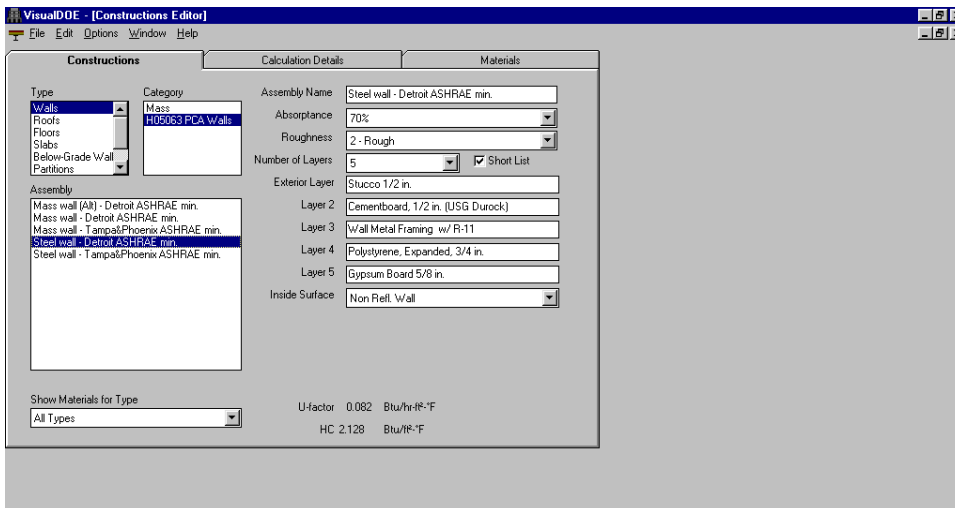 VisualDOE - [Constructions Editor]
File Edit Options Window Help
Constructions Calculation Details Materials
Type Category
Walls
Roofs
Floors
Slabs
Below-Grade Wall
Partitions
Mass
H05063 PCA Walls
Assembly
Mass wall (Alt) - Detroit ASHRAE min.
Mass wall - Detroit ASHRAE min.
Mass wall - Tampa&Phoenix ASHRAE min.
Steel wall - Detroit ASHRAE min.
Steel wall - Tampa&Phoenix ASHRAE min.
Show Materials for Type
All Types
Assembly Name Steel wall - Detroit ASHRAE min.
Absorptance 70%
Roughness 2 - Rough
Number of Layers 5 Short List
Exterior Layer Stucco 1/2 in.
Layer 2 Cementboard, 1/2 in. (USG Durock)
Layer 3 Wall Metal Framing w/ R-11
Layer 4 Polystyrene, Expanded, 3/4 in.
Layer 5 Gypsum Board 5/8 in.
Inside Surface Non Refl. Wall
U-factor 0.082 Btu/hr-ft²-°F
HC 2.128 Btu/ft²-°F